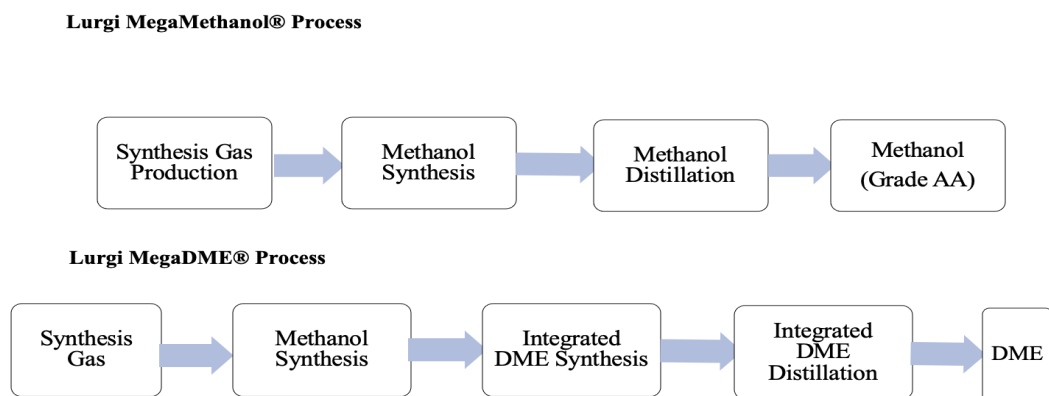 Lurgi MegaMethanol® Process
Synthesis Gas
Production
Methanol
Synthesis
Methanol
Distillation
Methanol
(Grade AA)
Lurgi MegaDME® Process
Synthesis
Gas
Methanol
Synthesis
Integrated
DME Synthesis
Integrated
DME
Distillation
DME